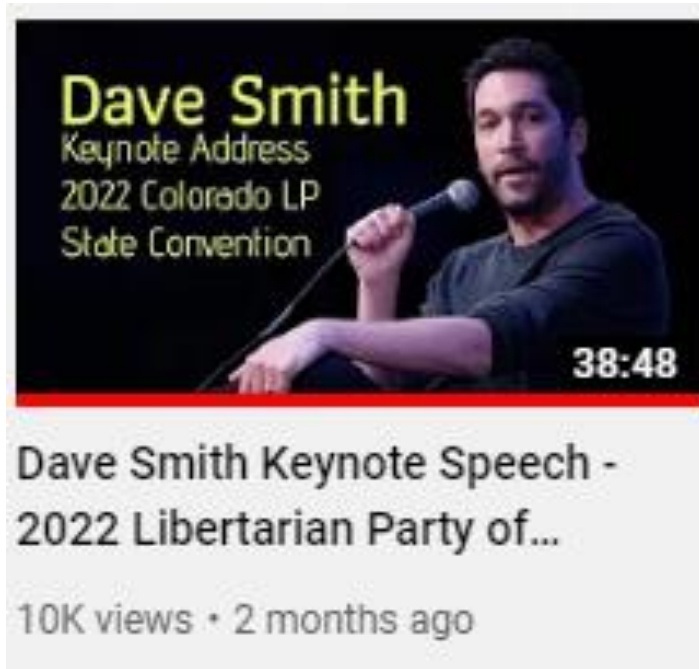 Dave Smith
Keynote Address
2022 Colorado LP
State Convention
38:48
Dave Smith Keynote Speech -
2022 Libertarian Party of...
10K views • 2 months ago